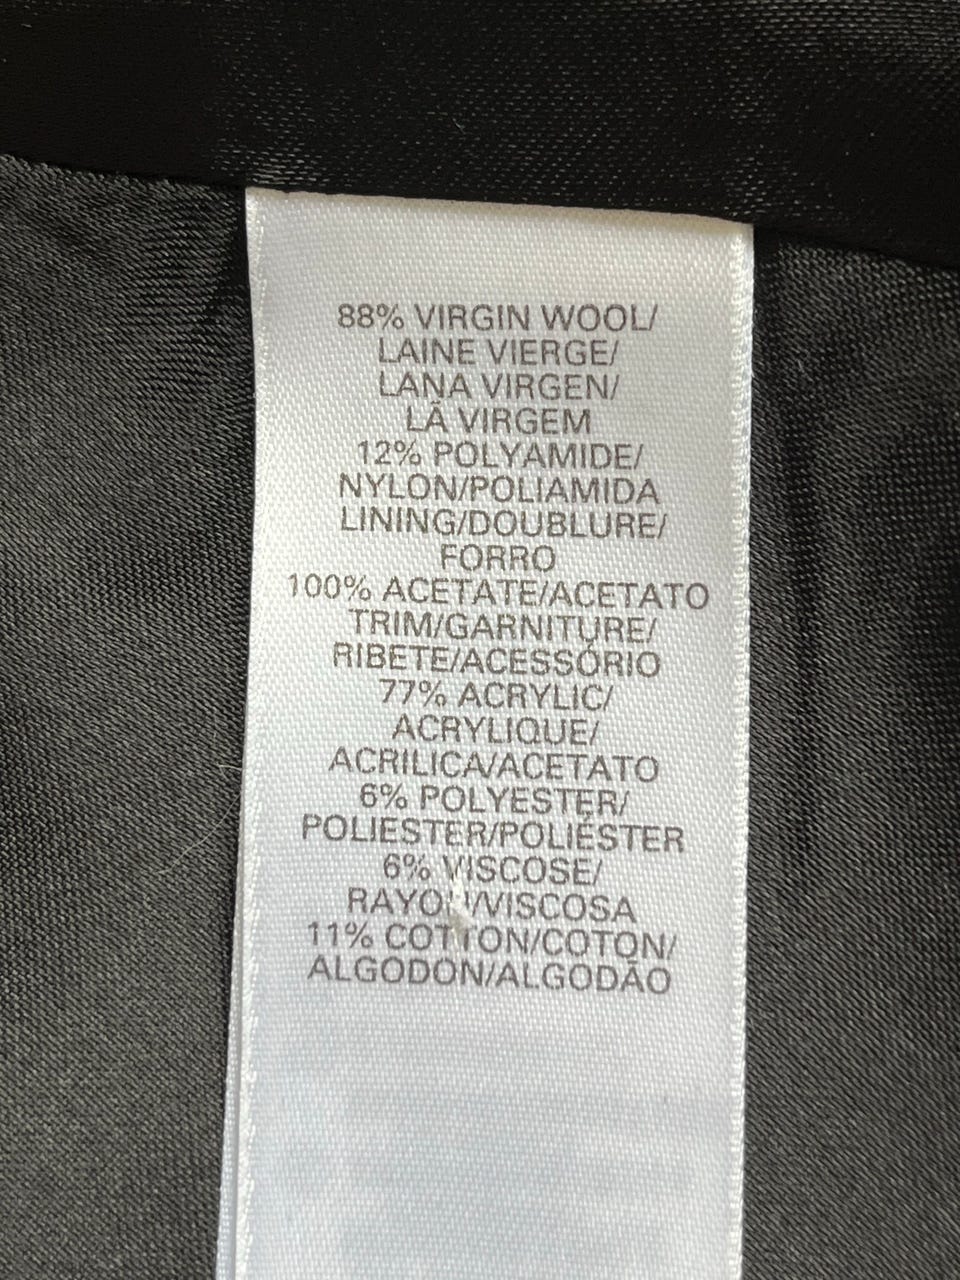 88% VIRGIN WOOL/
LAINE VIERGE/
LANA VIRGEN/
LÃ VIRGEM
12% POLYAMIDE/
NYLON/POLIAMIDA
LINING/DOUBLURE/
FORRO
100% ACETATE/ACETATO
TRIM/GARNITURE/
RIBETE/ACESSÓRIO
77% ACRYLIC/
ACRYLIQUE/
ACRILICA/ACETATO
6% POLYESTER/
POLIESTER/POLIÉSTER
6% VISCOSE/
RAYON/VISCOSA
11% COTTON/COTON/
ALGODON/ALGODÃO